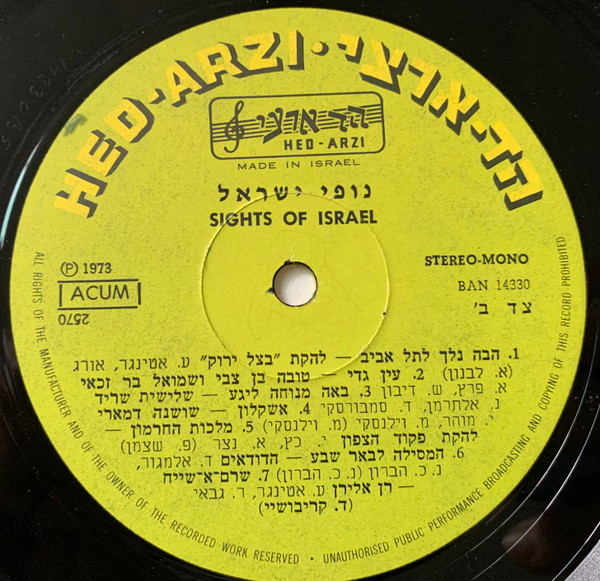 HED-ARZI · הד-ארצי
הד ארצי
HED-ARZI
MADE IN ISRAEL
נופי ישראל
SIGHTS OF ISRAEL
Ⓟ 1973
ACUM
2570
STEREO-MONO
BAN 14330
צד ב'
1. הבה נלך לתל אביב — להקת "בצל ירוק" ע. אטינגר, אורג
(א. לבנון) 2. עין גדי — טובה בן צבי ושמואל בר זכאי
א. פרץ, ש. דיבון 3. באה מנוחה ליגע — שלישית שריד
נ. אלתרמן, ד. סמבורסקי 4. אשקלון — שושנה דמארי
י. מוהר, מ. וילנסקי (מ. וילנסקי) 5. מלכות החרמון —
להקת פקוד הצפון י. כץ, א. נצר (פ. שצמן)
6. המסילה לבאר שבע — הדודאים ד. אלמגור,
נ. כ. הברון (נ. כ. הברון) 7. שרם-א-שייח
— רן אלירן ע. אטינגר, ר. גבאי
(ד. קריבושיי)
ALL RIGHTS OF THE MANUFACTURER AND OF THE OWNER OF THE RECORDED WORK RESERVED · UNAUTHORISED PUBLIC PERFORMANCE BROADCASTING AND COPYING OF THIS RECORD PROHIBITED